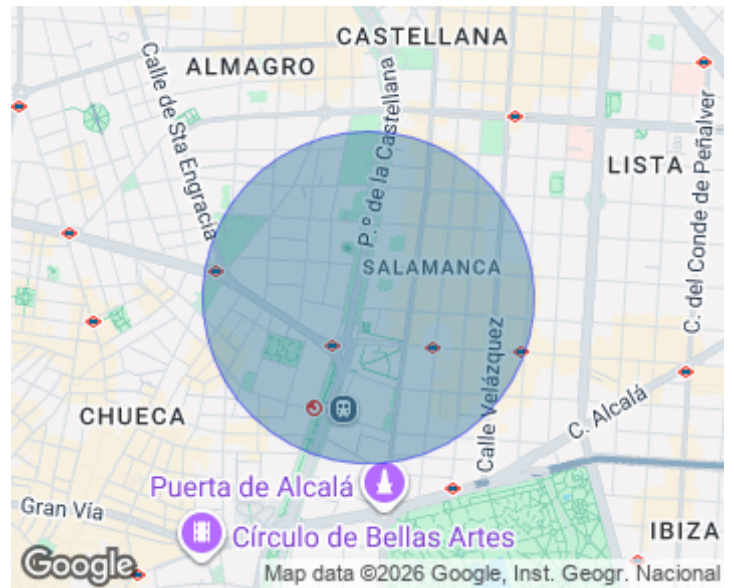 CASTELLANA
ALMAGRO
Calle de Sta Engracia
P.º de la Castellana
LISTA
C. del Conde de Peñalver
SALAMANCA
Calle Velázquez
C. Alcalá
CHUECA
Puerta de Alcalá
Gran Vía
Círculo de Bellas Artes
IBIZA
Google
Map data ©2026 Google, Inst. Geogr. Nacional